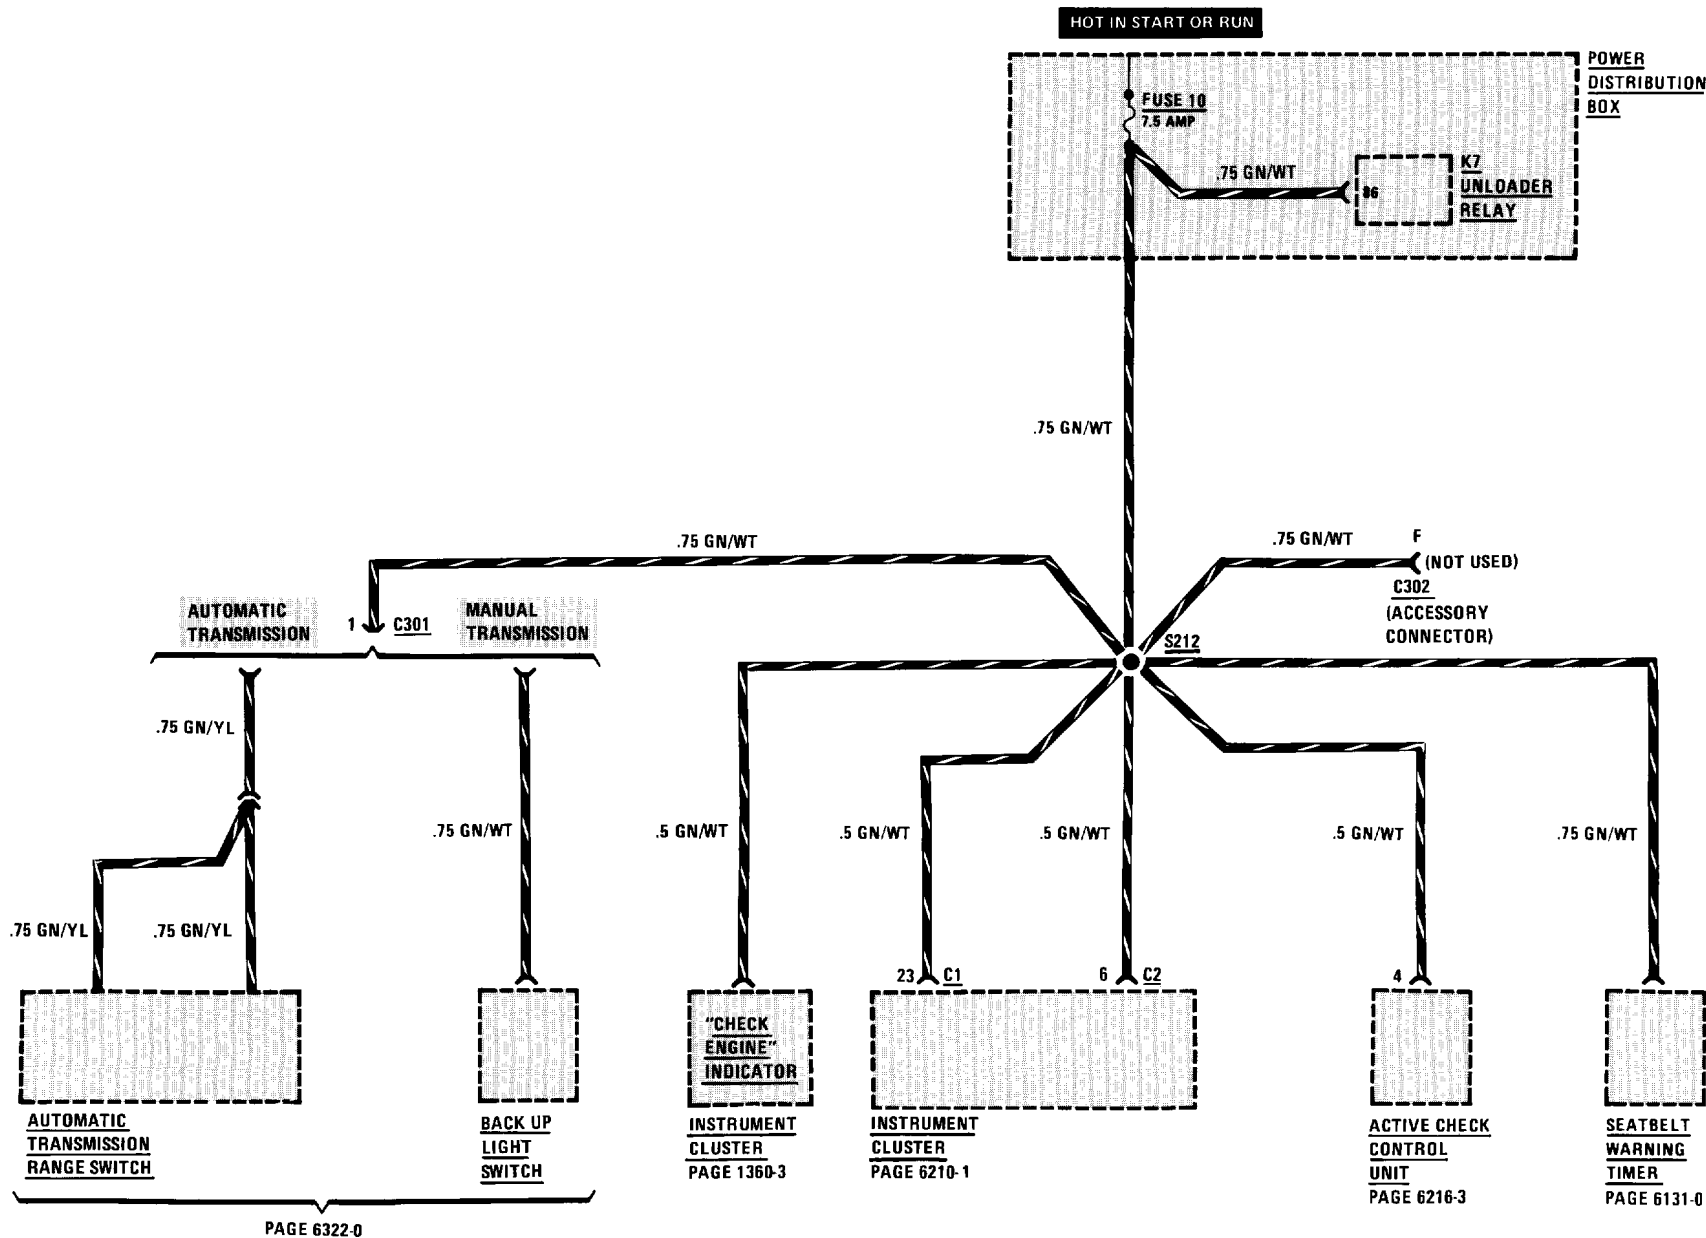 HOT IN START OR RUN
POWER
DISTRIBUTION
BOX
FUSE 10
7.5 AMP
.75 GN/WT
86
K7
UNLOADER
RELAY
.75 GN/WT
.75 GN/WT
.75 GN/WT
F
(NOT USED)
C302
(ACCESSORY
CONNECTOR)
AUTOMATIC
TRANSMISSION
1
C301
MANUAL
TRANSMISSION
S212
.75 GN/YL
.75 GN/WT
.5 GN/WT
.5 GN/WT
.5 GN/WT
.5 GN/WT
.75 GN/WT
.75 GN/YL
.75 GN/YL
23
C1
6
C2
4
"CHECK
ENGINE"
INDICATOR
AUTOMATIC
TRANSMISSION
RANGE SWITCH
BACK UP
LIGHT
SWITCH
INSTRUMENT
CLUSTER
PAGE 1360-3
INSTRUMENT
CLUSTER
PAGE 6210-1
ACTIVE CHECK
CONTROL
UNIT
PAGE 6216-3
SEATBELT
WARNING
TIMER
PAGE 6131-0
PAGE 6322-0